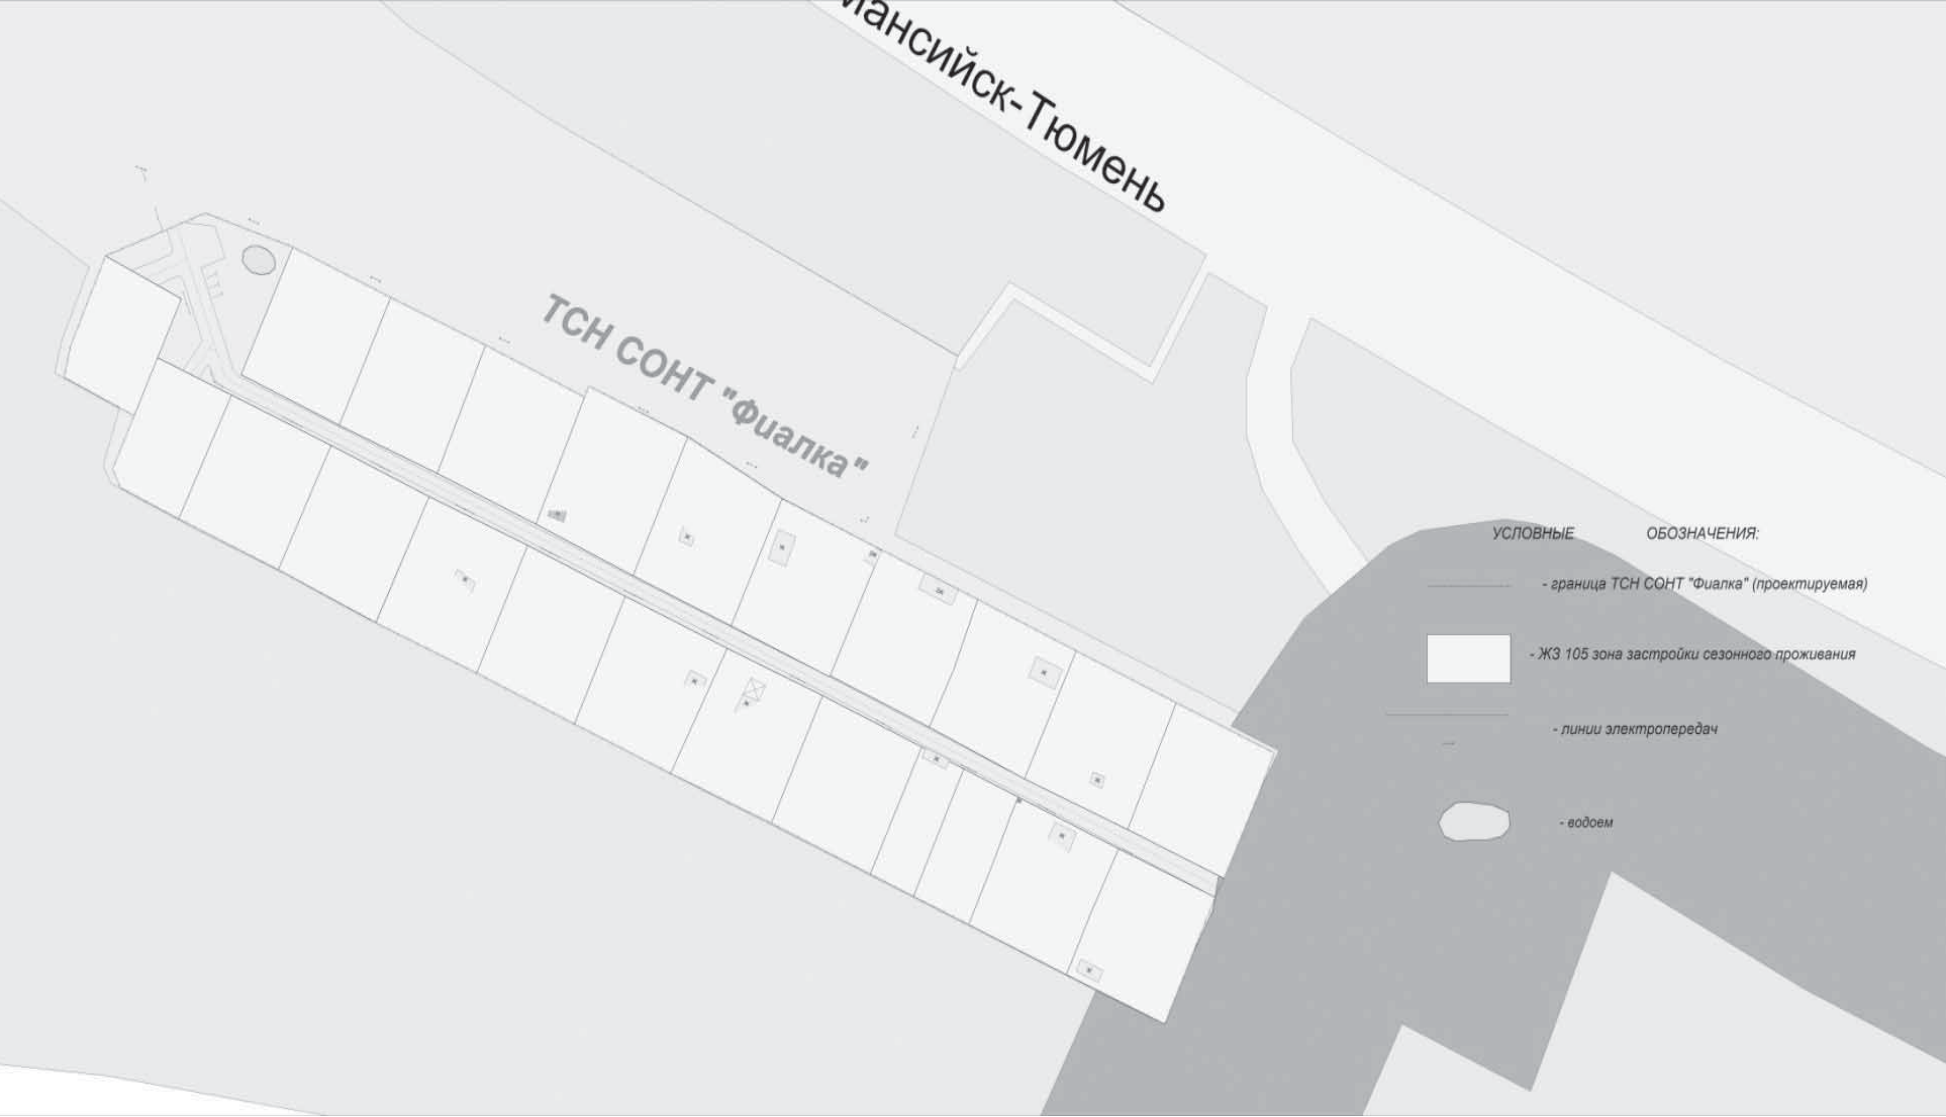 Мансийск-Тюмень
ТСН СОНТ "Фиалка"
УСЛОВНЫЕ ОБОЗНАЧЕНИЯ:
- граница ТСН СОНТ "Фиалка" (проектируемая)
- ЖЗ 105 зона застройки сезонного проживания
- линии электропередач
- водоем